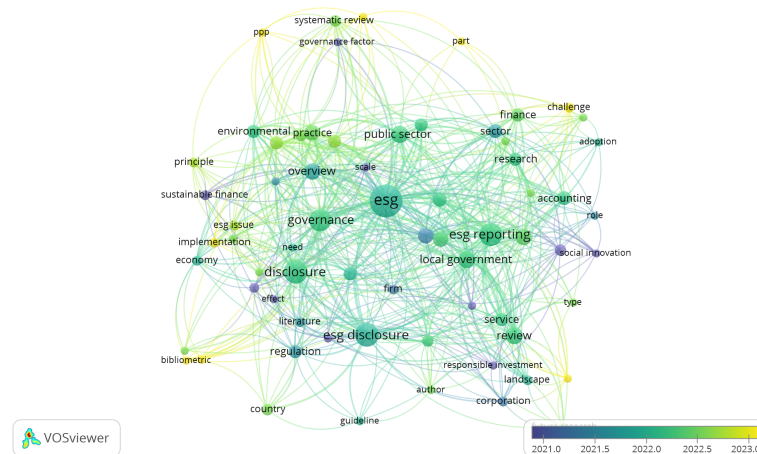 systematic review
ppp
governance factor
part
challenge
finance
environmental
practice
public sector
sector
adoption
research
principle
overview
scale
sustainable finance
esg
accounting
governance
role
esg issue
esg reporting
implementation
need
social innovation
economy
local government
disclosure
firm
effect
type
literature
service
esg disclosure
review
regulation
bibliometric
responsible investment
landscape
author
corporation
country
guideline
VOSviewer
2021.0 2021.5 2022.0 2022.5 2023.0